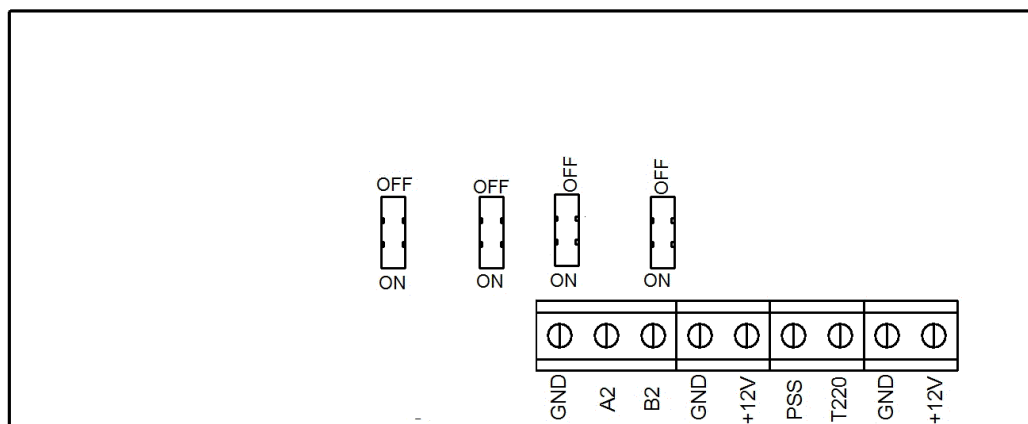 OFF OFF OFF OFF
ON ON ON ON
GND A2 B2 GND +12V PSS T220 GND +12V